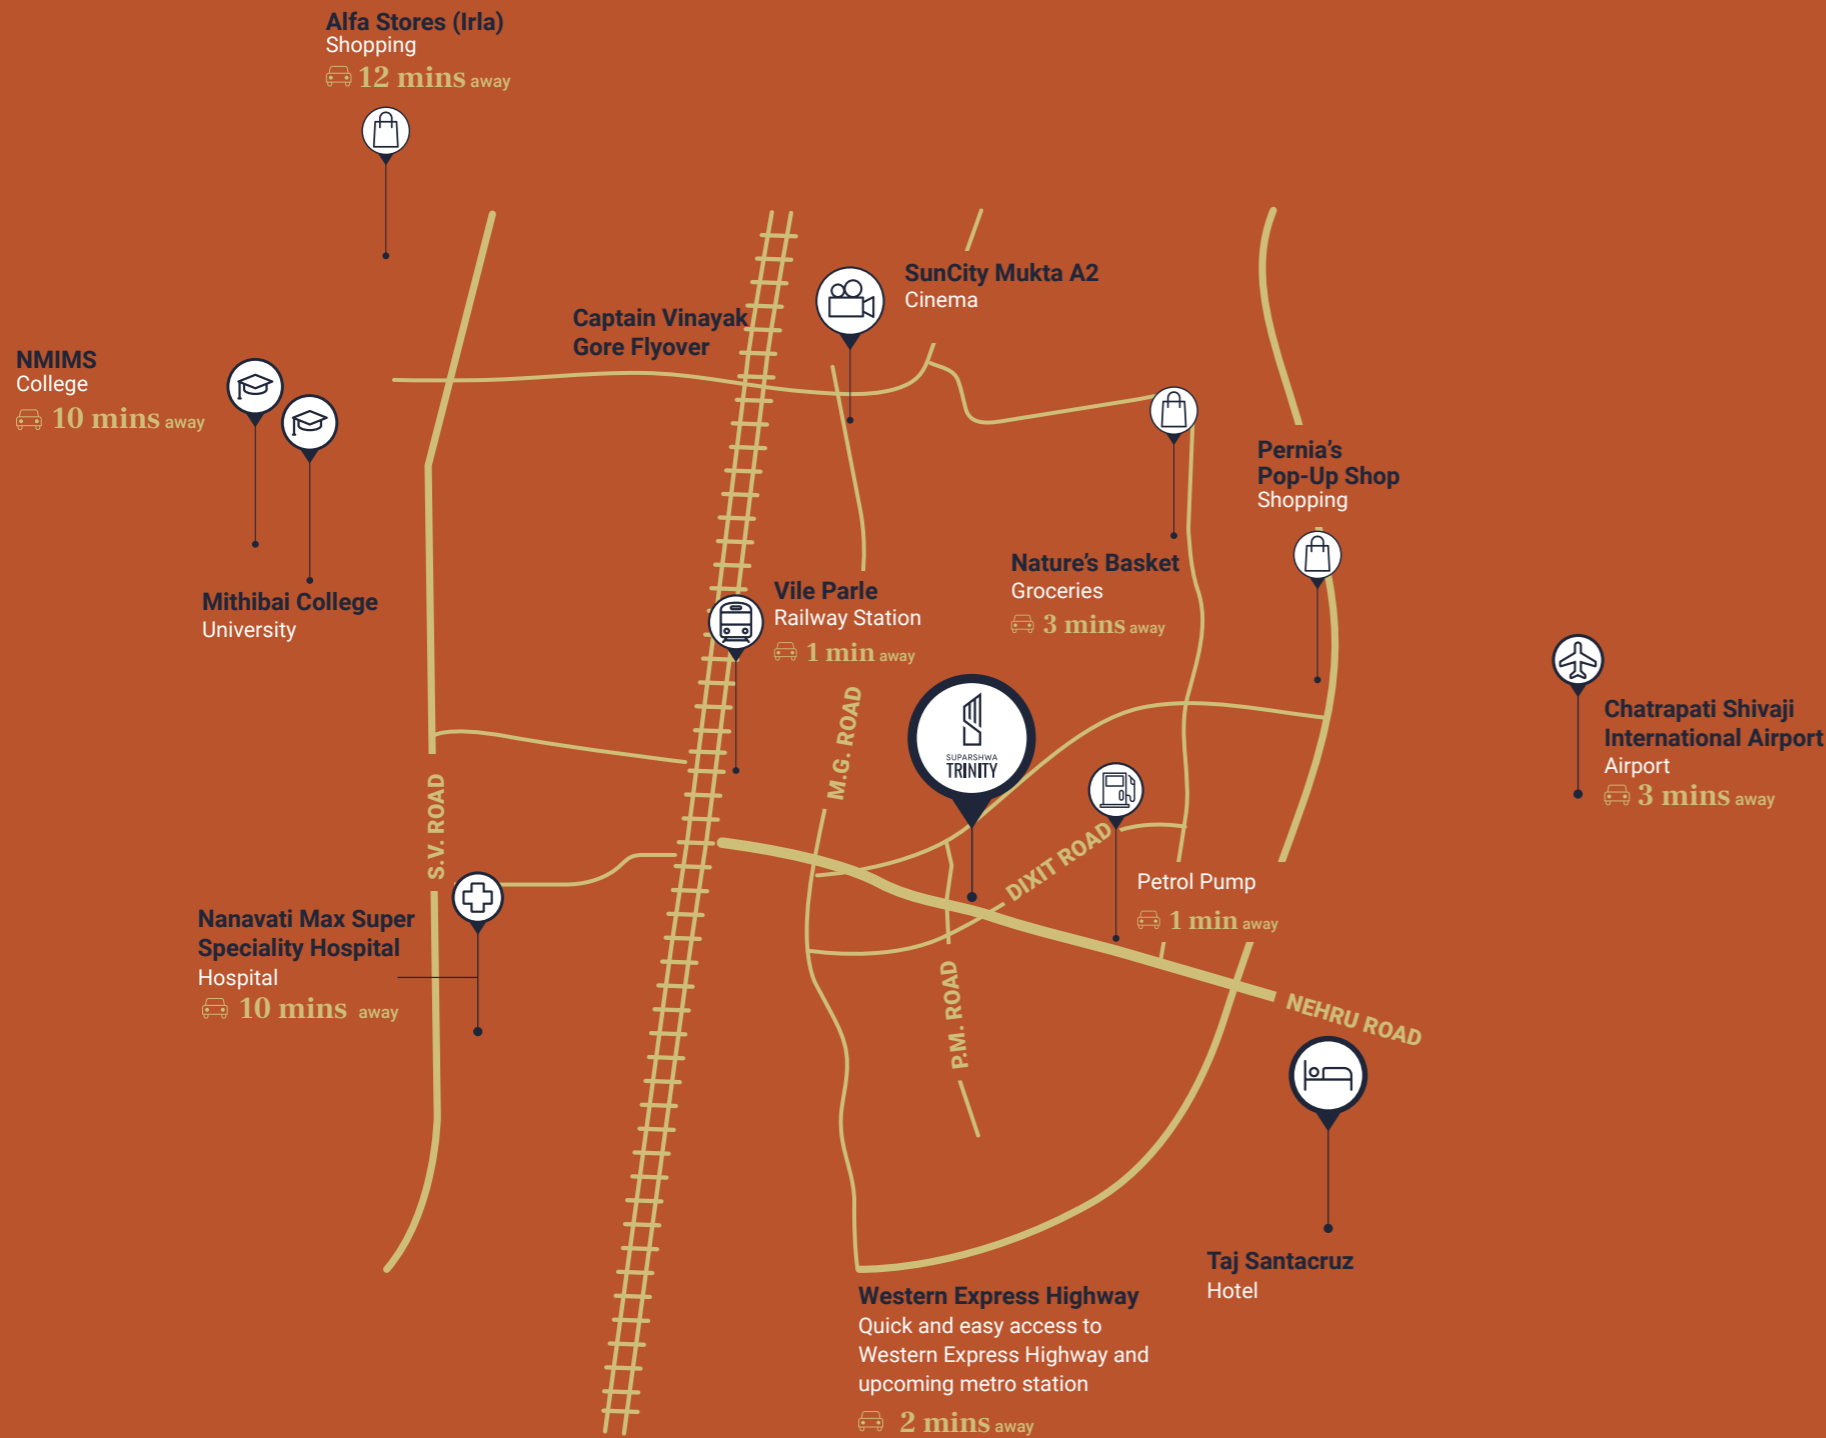 Alfa Stores (Irla)
Shopping
12 mins away
SunCity Mukta A2
Cinema
Captain Vinayak
Gore Flyover
NMIMS
College
10 mins away
Pernia’s
Pop-Up Shop
Shopping
Nature’s Basket
Groceries
3 mins away
Vile Parle
Railway Station
1 min away
Mithibai College
University
M.G. ROAD
SUPARSHWA
TRINITY
Chatrapati Shivaji
International Airport
Airport
3 mins away
S.V. ROAD
DIXIT ROAD
Petrol Pump
1 min away
Nanavati Max Super
Speciality Hospital
Hospital
10 mins away
P.M. ROAD
NEHRU ROAD
Taj Santacruz
Hotel
Western Express Highway
Quick and easy access to
Western Express Highway and
upcoming metro station
2 mins away